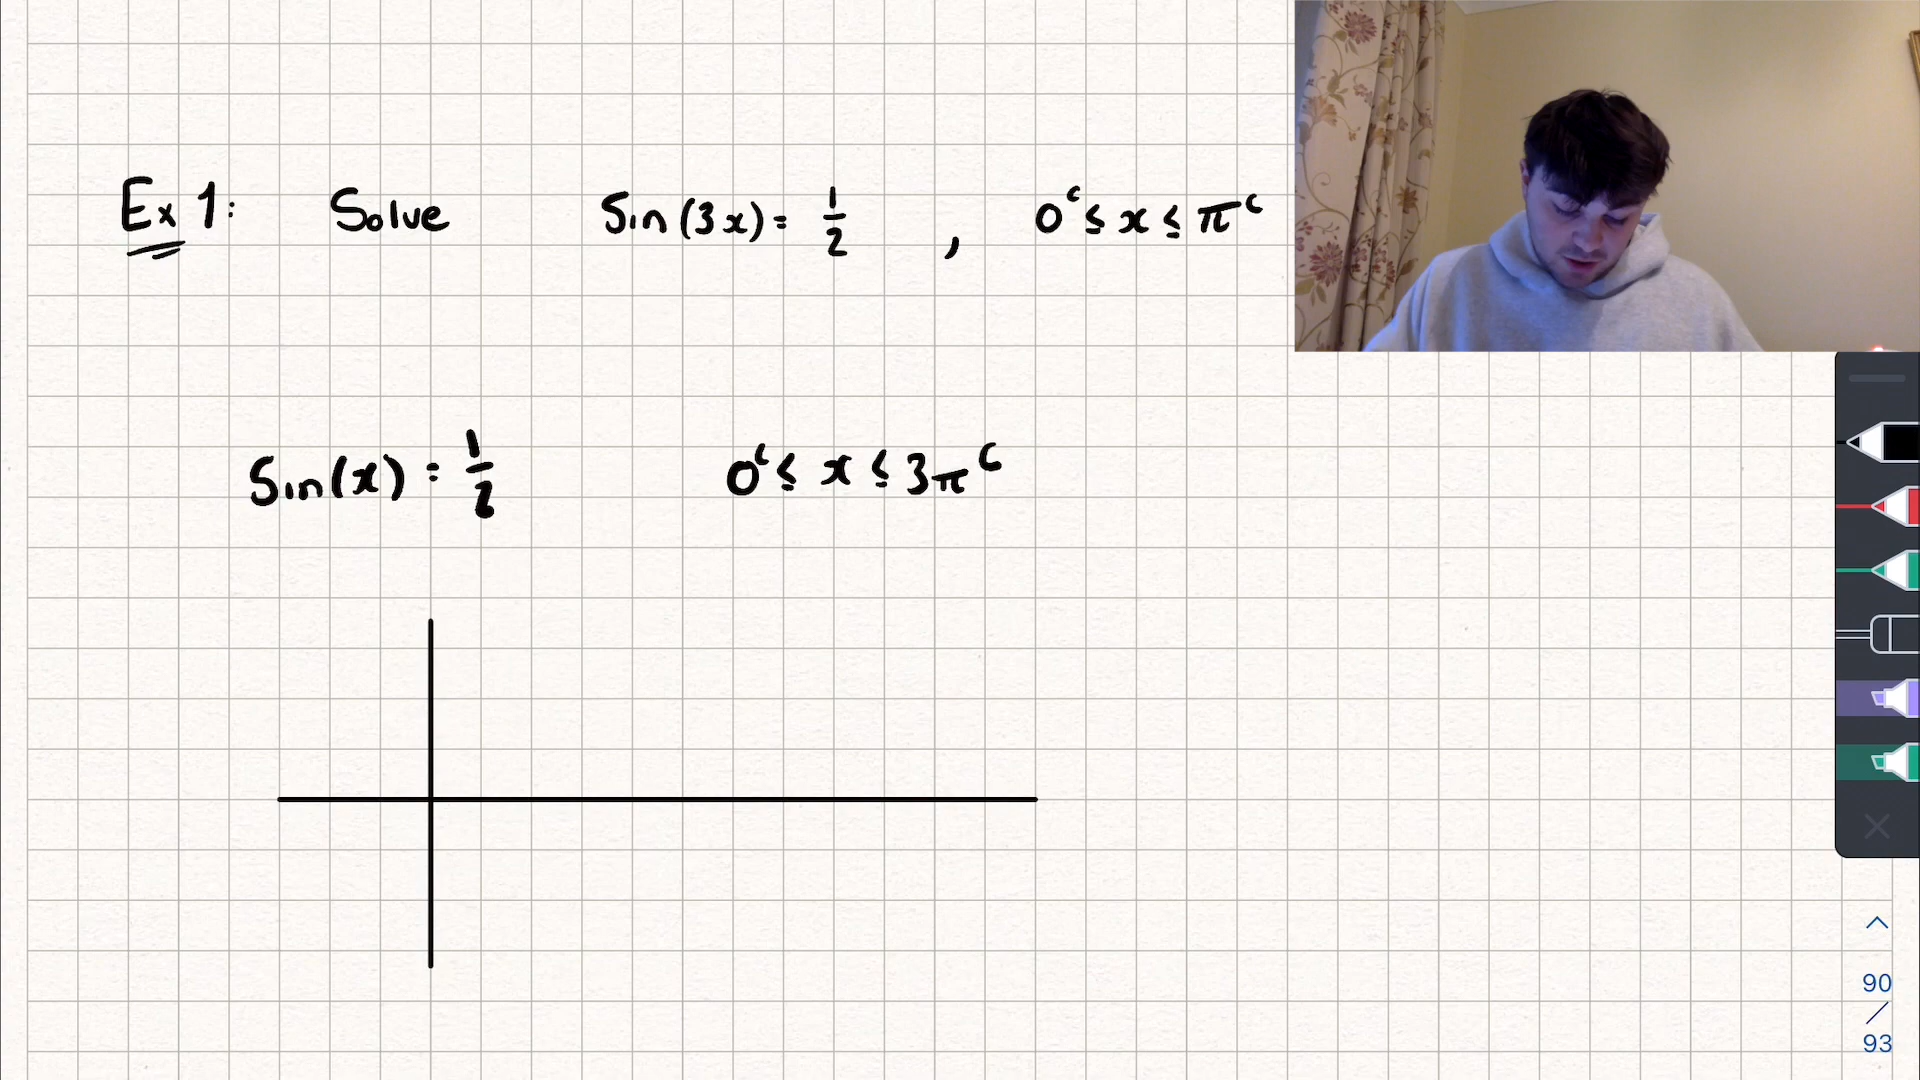 Ex 1: Solve Sin(3x) = 1/2 , 0ᶜ ≤ x ≤ πᶜ
Sin(x) = 1/2 0ᶜ ≤ x ≤ 3πᶜ
90
/
93